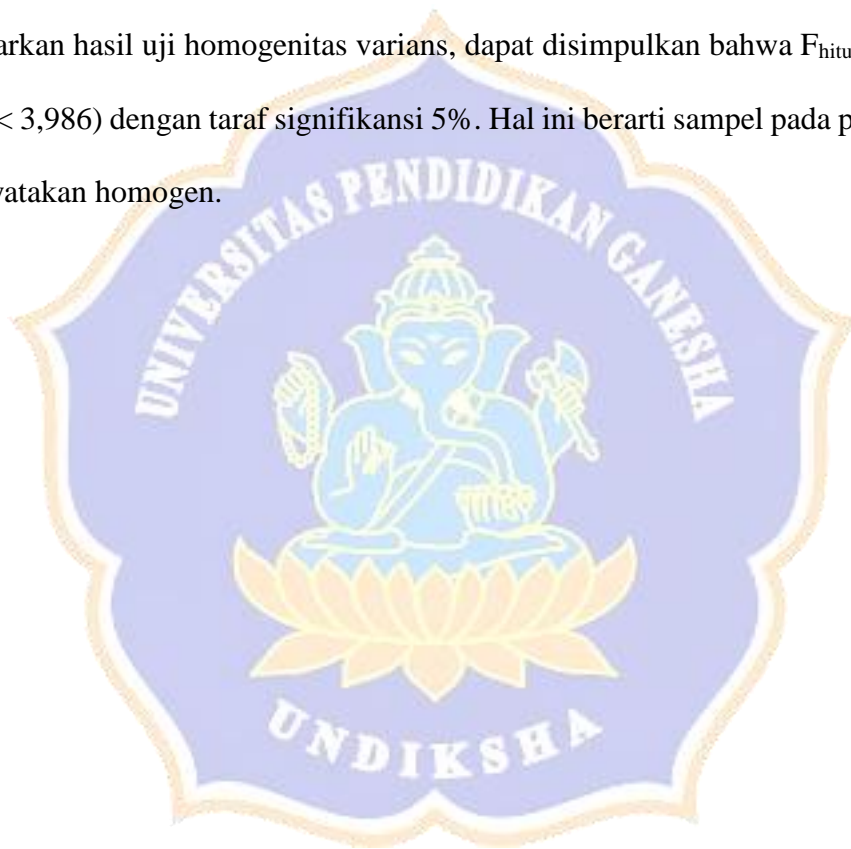 arkan hasil uji homogenitas varians, dapat disimpulkan bahwa Fhitu
< 3,986) dengan taraf signifikansi 5%. Hal ini berarti sampel pada p
yatakan homogen.
UNIVERSITAS PENDIDIKAN GANESHA
UNDIKSHA